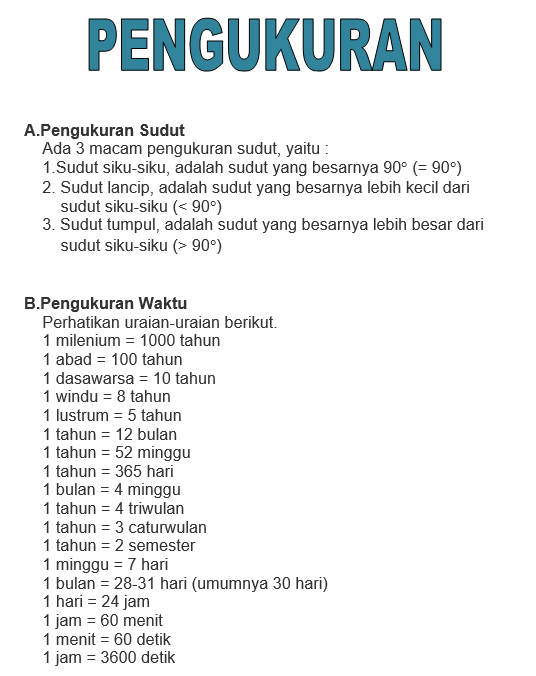 PENGUKURAN
A.Pengukuran Sudut
Ada 3 macam pengukuran sudut, yaitu :
1.Sudut siku-siku, adalah sudut yang besarnya 90° (= 90°)
2. Sudut lancip, adalah sudut yang besarnya lebih kecil dari
sudut siku-siku (< 90°)
3. Sudut tumpul, adalah sudut yang besarnya lebih besar dari
sudut siku-siku (> 90°)
B.Pengukuran Waktu
Perhatikan uraian-uraian berikut.
1 milenium = 1000 tahun
1 abad = 100 tahun
1 dasawarsa = 10 tahun
1 windu = 8 tahun
1 lustrum = 5 tahun
1 tahun = 12 bulan
1 tahun = 52 minggu
1 tahun = 365 hari
1 bulan = 4 minggu
1 tahun = 4 triwulan
1 tahun = 3 caturwulan
1 tahun = 2 semester
1 minggu = 7 hari
1 bulan = 28-31 hari (umumnya 30 hari)
1 hari = 24 jam
1 jam = 60 menit
1 menit = 60 detik
1 jam = 3600 detik